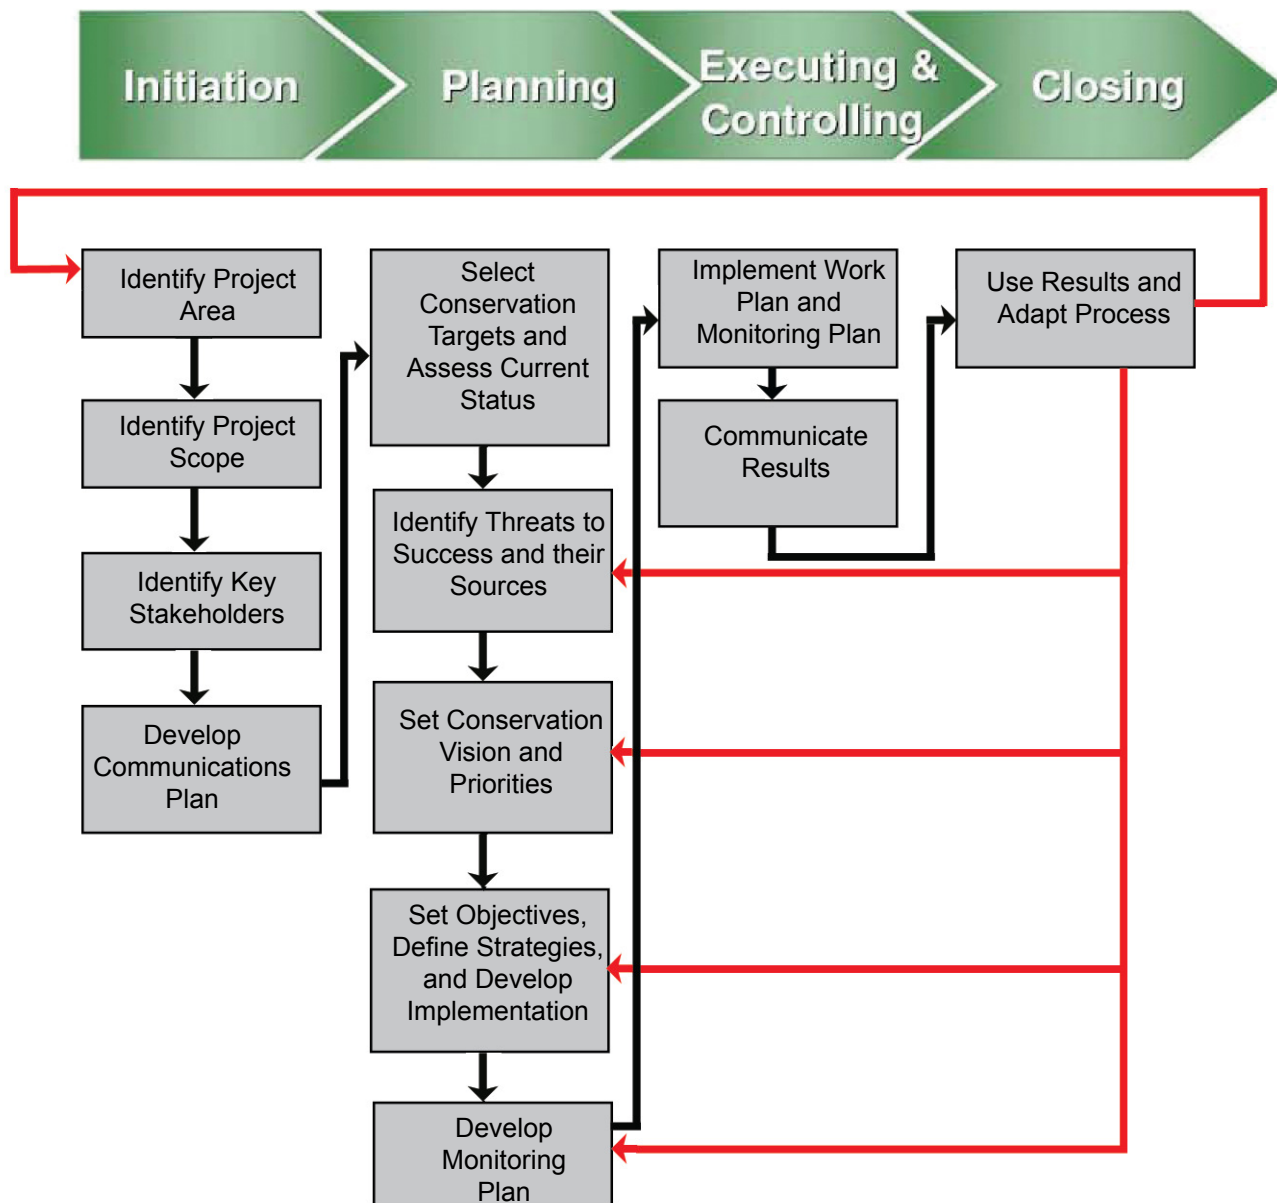 Initiation
Planning
Executing &
Controlling
Closing
Identify Project
Area
Identify Project
Scope
Identify Key
Stakeholders
Develop
Communications
Plan
Select
Conservation
Targets and
Assess Current
Status
Identify Threats to
Success and their
Sources
Set Conservation
Vision and
Priorities
Set Objectives,
Define Strategies,
and Develop
Implementation
Develop
Monitoring
Plan
Implement Work
Plan and
Monitoring Plan
Communicate
Results
Use Results and
Adapt Process